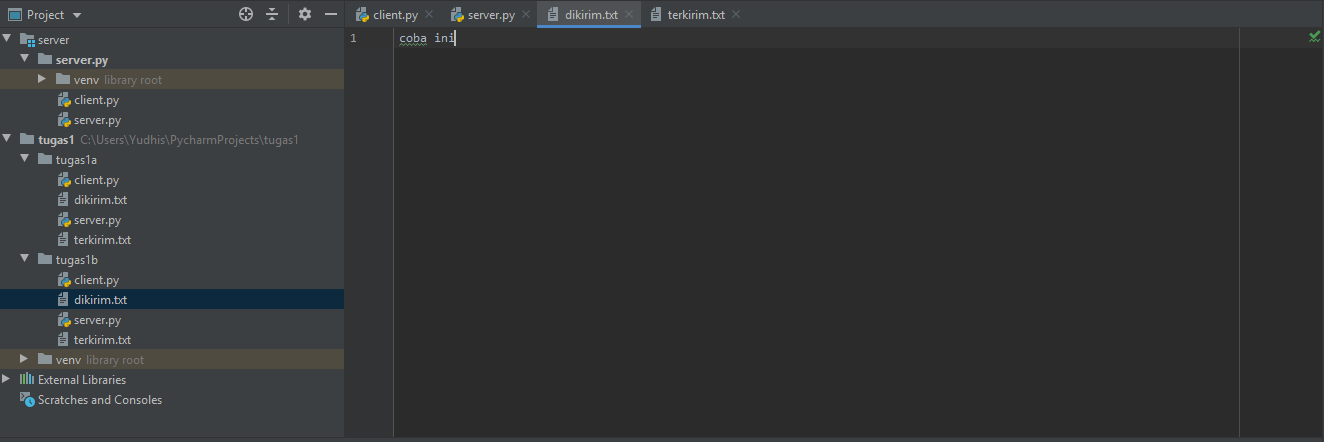 Project
client.py
server.py
dikirim.txt
terkirim.txt
server
server.py
venv library root
client.py
server.py
tugas1 C:\Users\Yudhis\PycharmProjects\tugas1
tugas1a
client.py
dikirim.txt
server.py
terkirim.txt
tugas1b
client.py
dikirim.txt
server.py
terkirim.txt
venv library root
External Libraries
Scratches and Consoles
1 coba ini